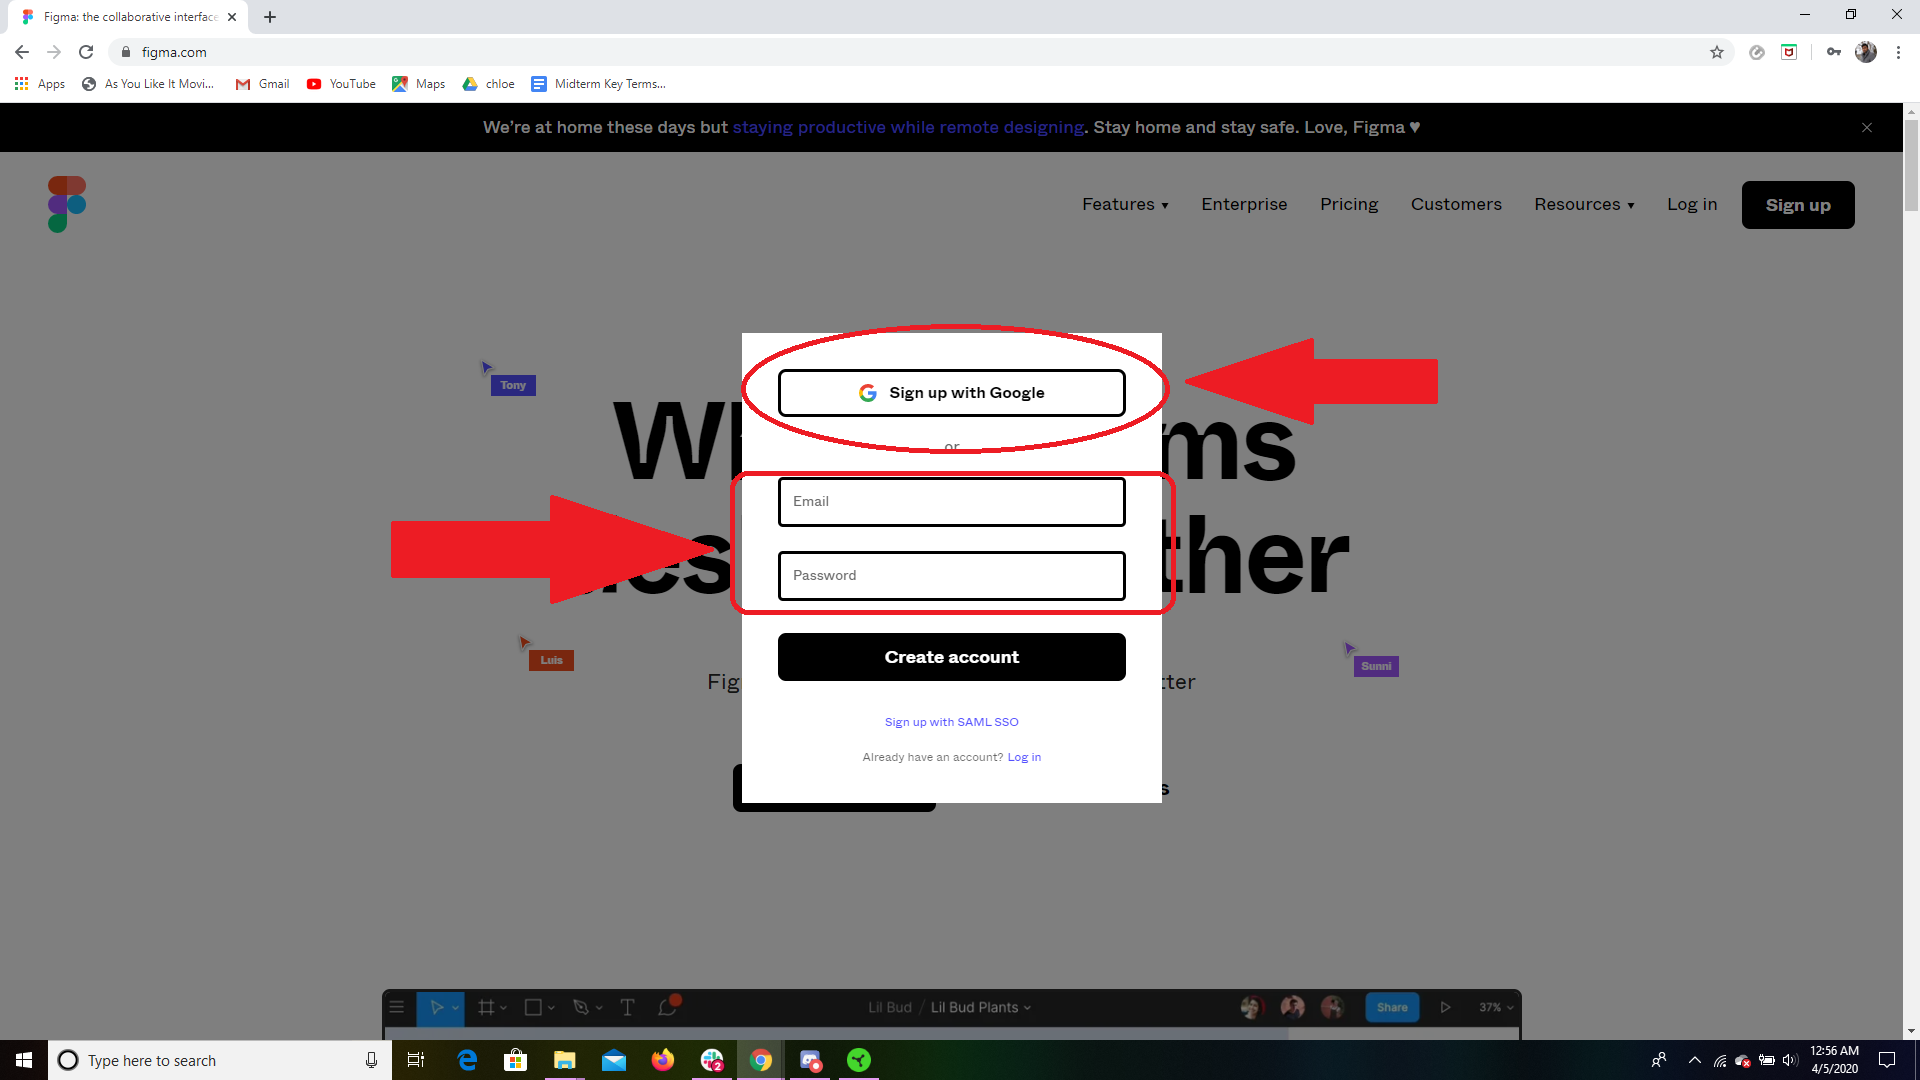 Figma: the collaborative interface
figma.com
Apps As You Like It Movi... Gmail YouTube Maps chloe Midterm Key Terms...
We're at home these days but staying productive while remote designing. Stay home and stay safe. Love, Figma ♥
Features ▾ Enterprise Pricing Customers Resources ▾ Log in Sign up
Tony
Sign up with Google
or
Email
Password
ther
Create account
Luis
Sunni
Fig
tter
Sign up with SAML SSO
Already have an account? Log in
s
Lil Bud / Lil Bud Plants
Share
37%
Type here to search
2
12:56 AM
4/5/2020